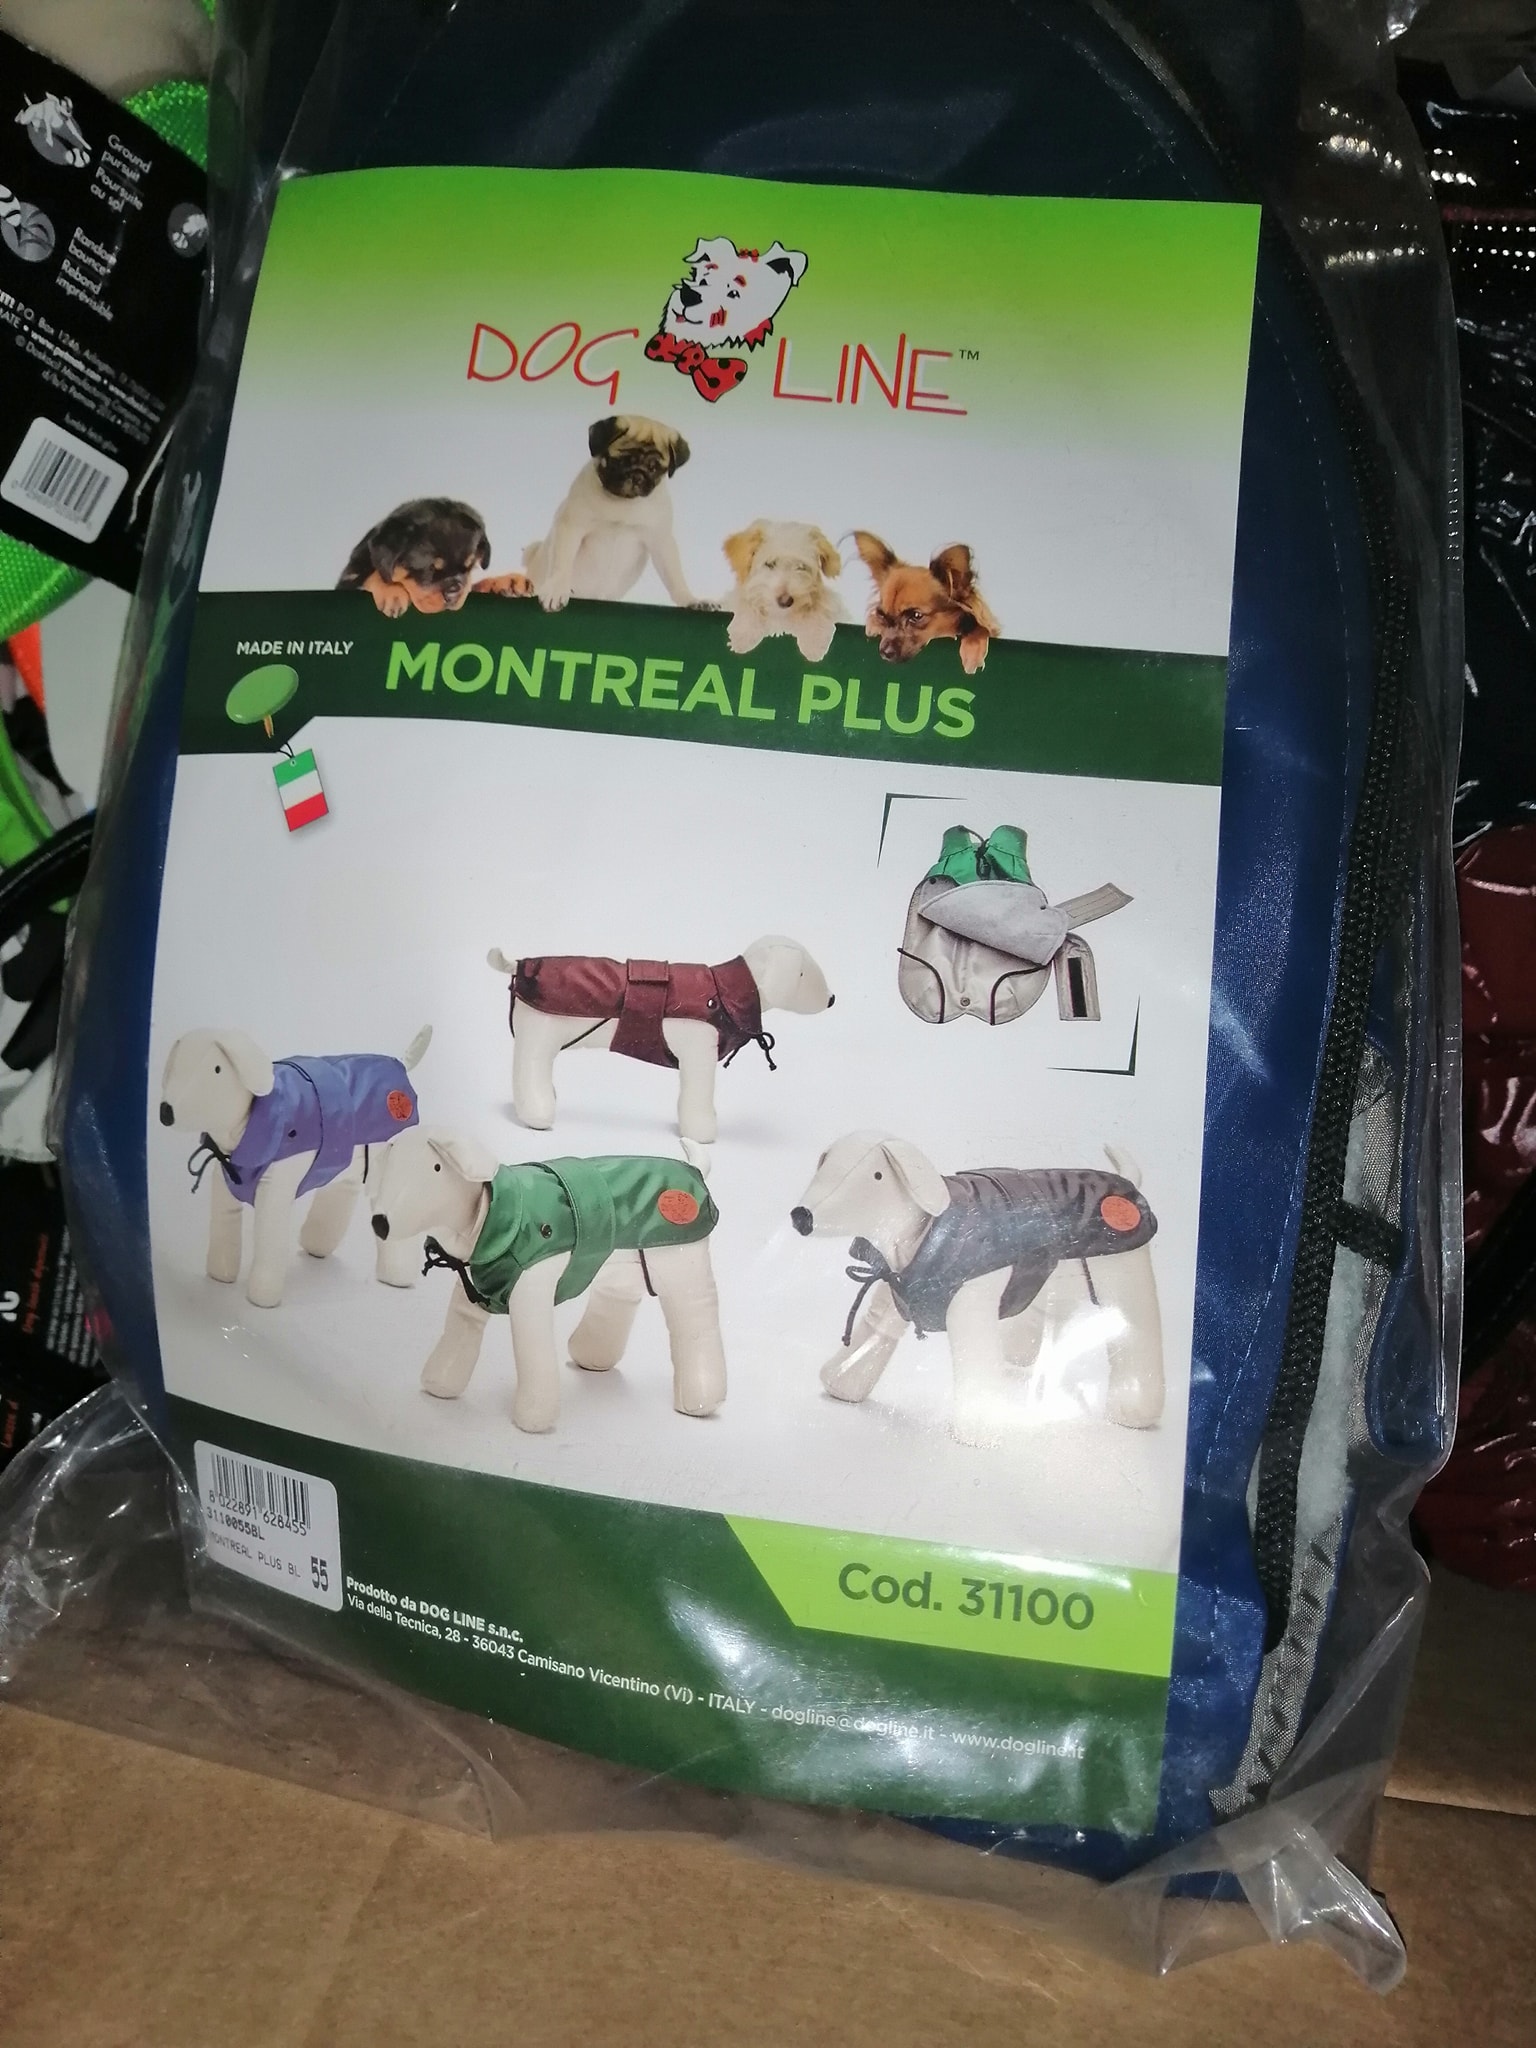 Ground
pursuit
Poursuite
au sol
Random
bounce
Rebond
imprévisible
DOG LINE™
MADE IN ITALY
MONTREAL PLUS
8 022891 628455
3110055BL
MONTREAL PLUS BL 55
Cod. 31100
Prodotto da DOG LINE s.n.c.
Via della Tecnica, 28 - 36043 Camisano Vicentino (Vi) - ITALY - dogline@dogline.it - www.dogline.it